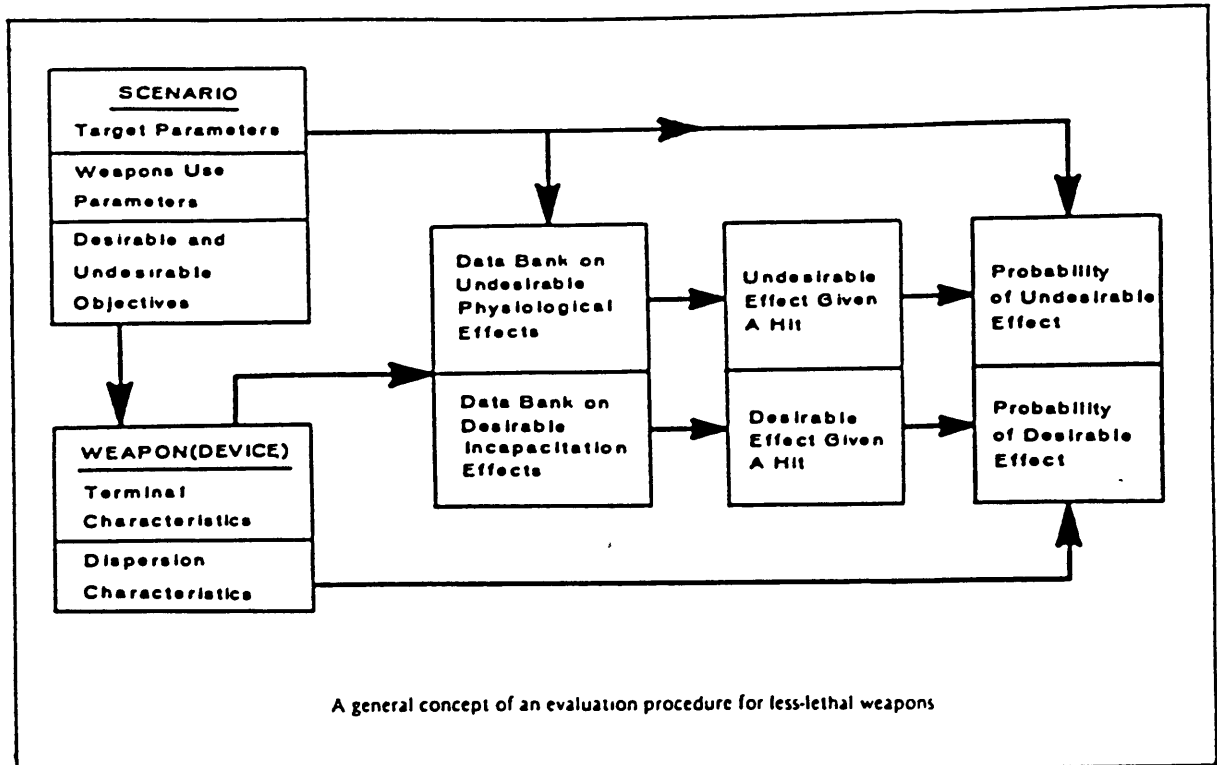 SCENARIO
Target Parameters
Weapons Use
Parameters
Desirable and
Undesirable
Objectives
WEAPON(DEVICE)
Terminal
Characteristics
Dispersion
Characteristics
Data Bank on
Undesirable
Physiological
Effects
Data Bank on
Desirable
Incapacitation
Effects
Undesirable
Effect Given
A Hit
Desirable
Effect Given
A Hit
Probability
of Undesirable
Effect
Probability
of Desirable
Effect
A general concept of an evaluation procedure for less-lethal weapons